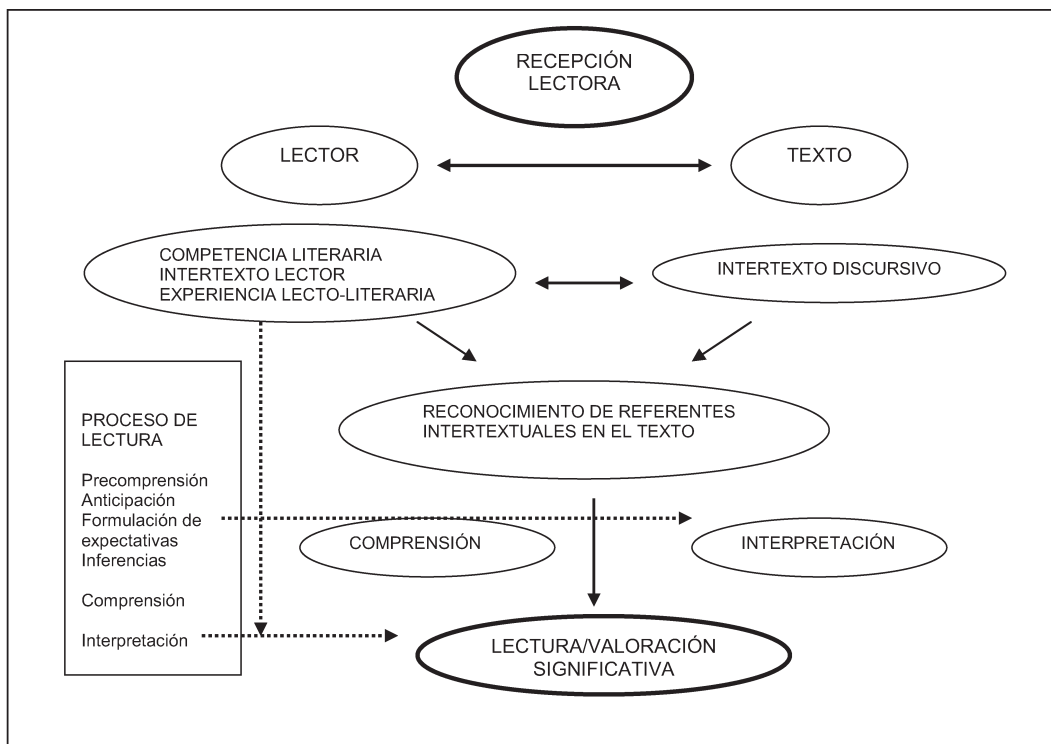 RECEPCIÓN
LECTORA
LECTOR
TEXTO
COMPETENCIA LITERARIA
INTERTEXTO LECTOR
EXPERIENCIA LECTO-LITERARIA
INTERTEXTO DISCURSIVO
RECONOCIMIENTO DE REFERENTES
INTERTEXTUALES EN EL TEXTO
PROCESO DE
LECTURA
Precomprensión
Anticipación
Formulación de
expectativas
Inferencias
Comprensión
Interpretación
COMPRENSIÓN
INTERPRETACIÓN
LECTURA/VALORACIÓN
SIGNIFICATIVA